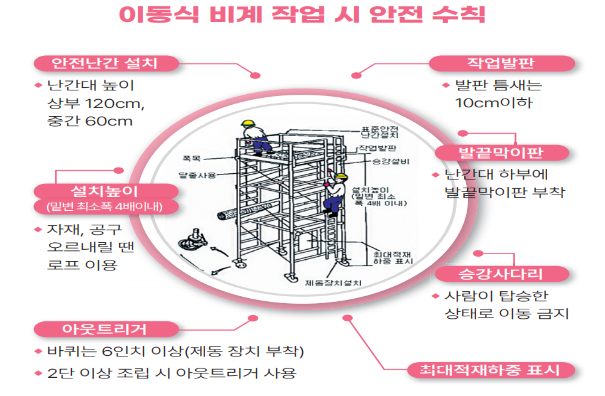 이동식 비계 작업 시 안전 수칙
안전난간 설치
난간대 높이
상부 120cm,
중간 60cm
작업발판
발판 틈새는
10cm이하
발끝막이판
난간대 하부에
발끝막이판 부착
설치높이
(밑변 최소폭 4배이내)
자재, 공구
오르내릴 땐
로프 이용
승강사다리
사람이 탑승한
상태로 이동 금지
아웃트리거
바퀴는 6인치 이상(제동 장치 부착)
2단 이상 조립 시 아웃트리거 사용
최대적재하중 표시
표준안전
난간설치
작업발판
승강설비
폭목
달줄사용
설치높이
(밑변 최소
폭 4배 이내)
최대적재
하중 표시
제동장치설치